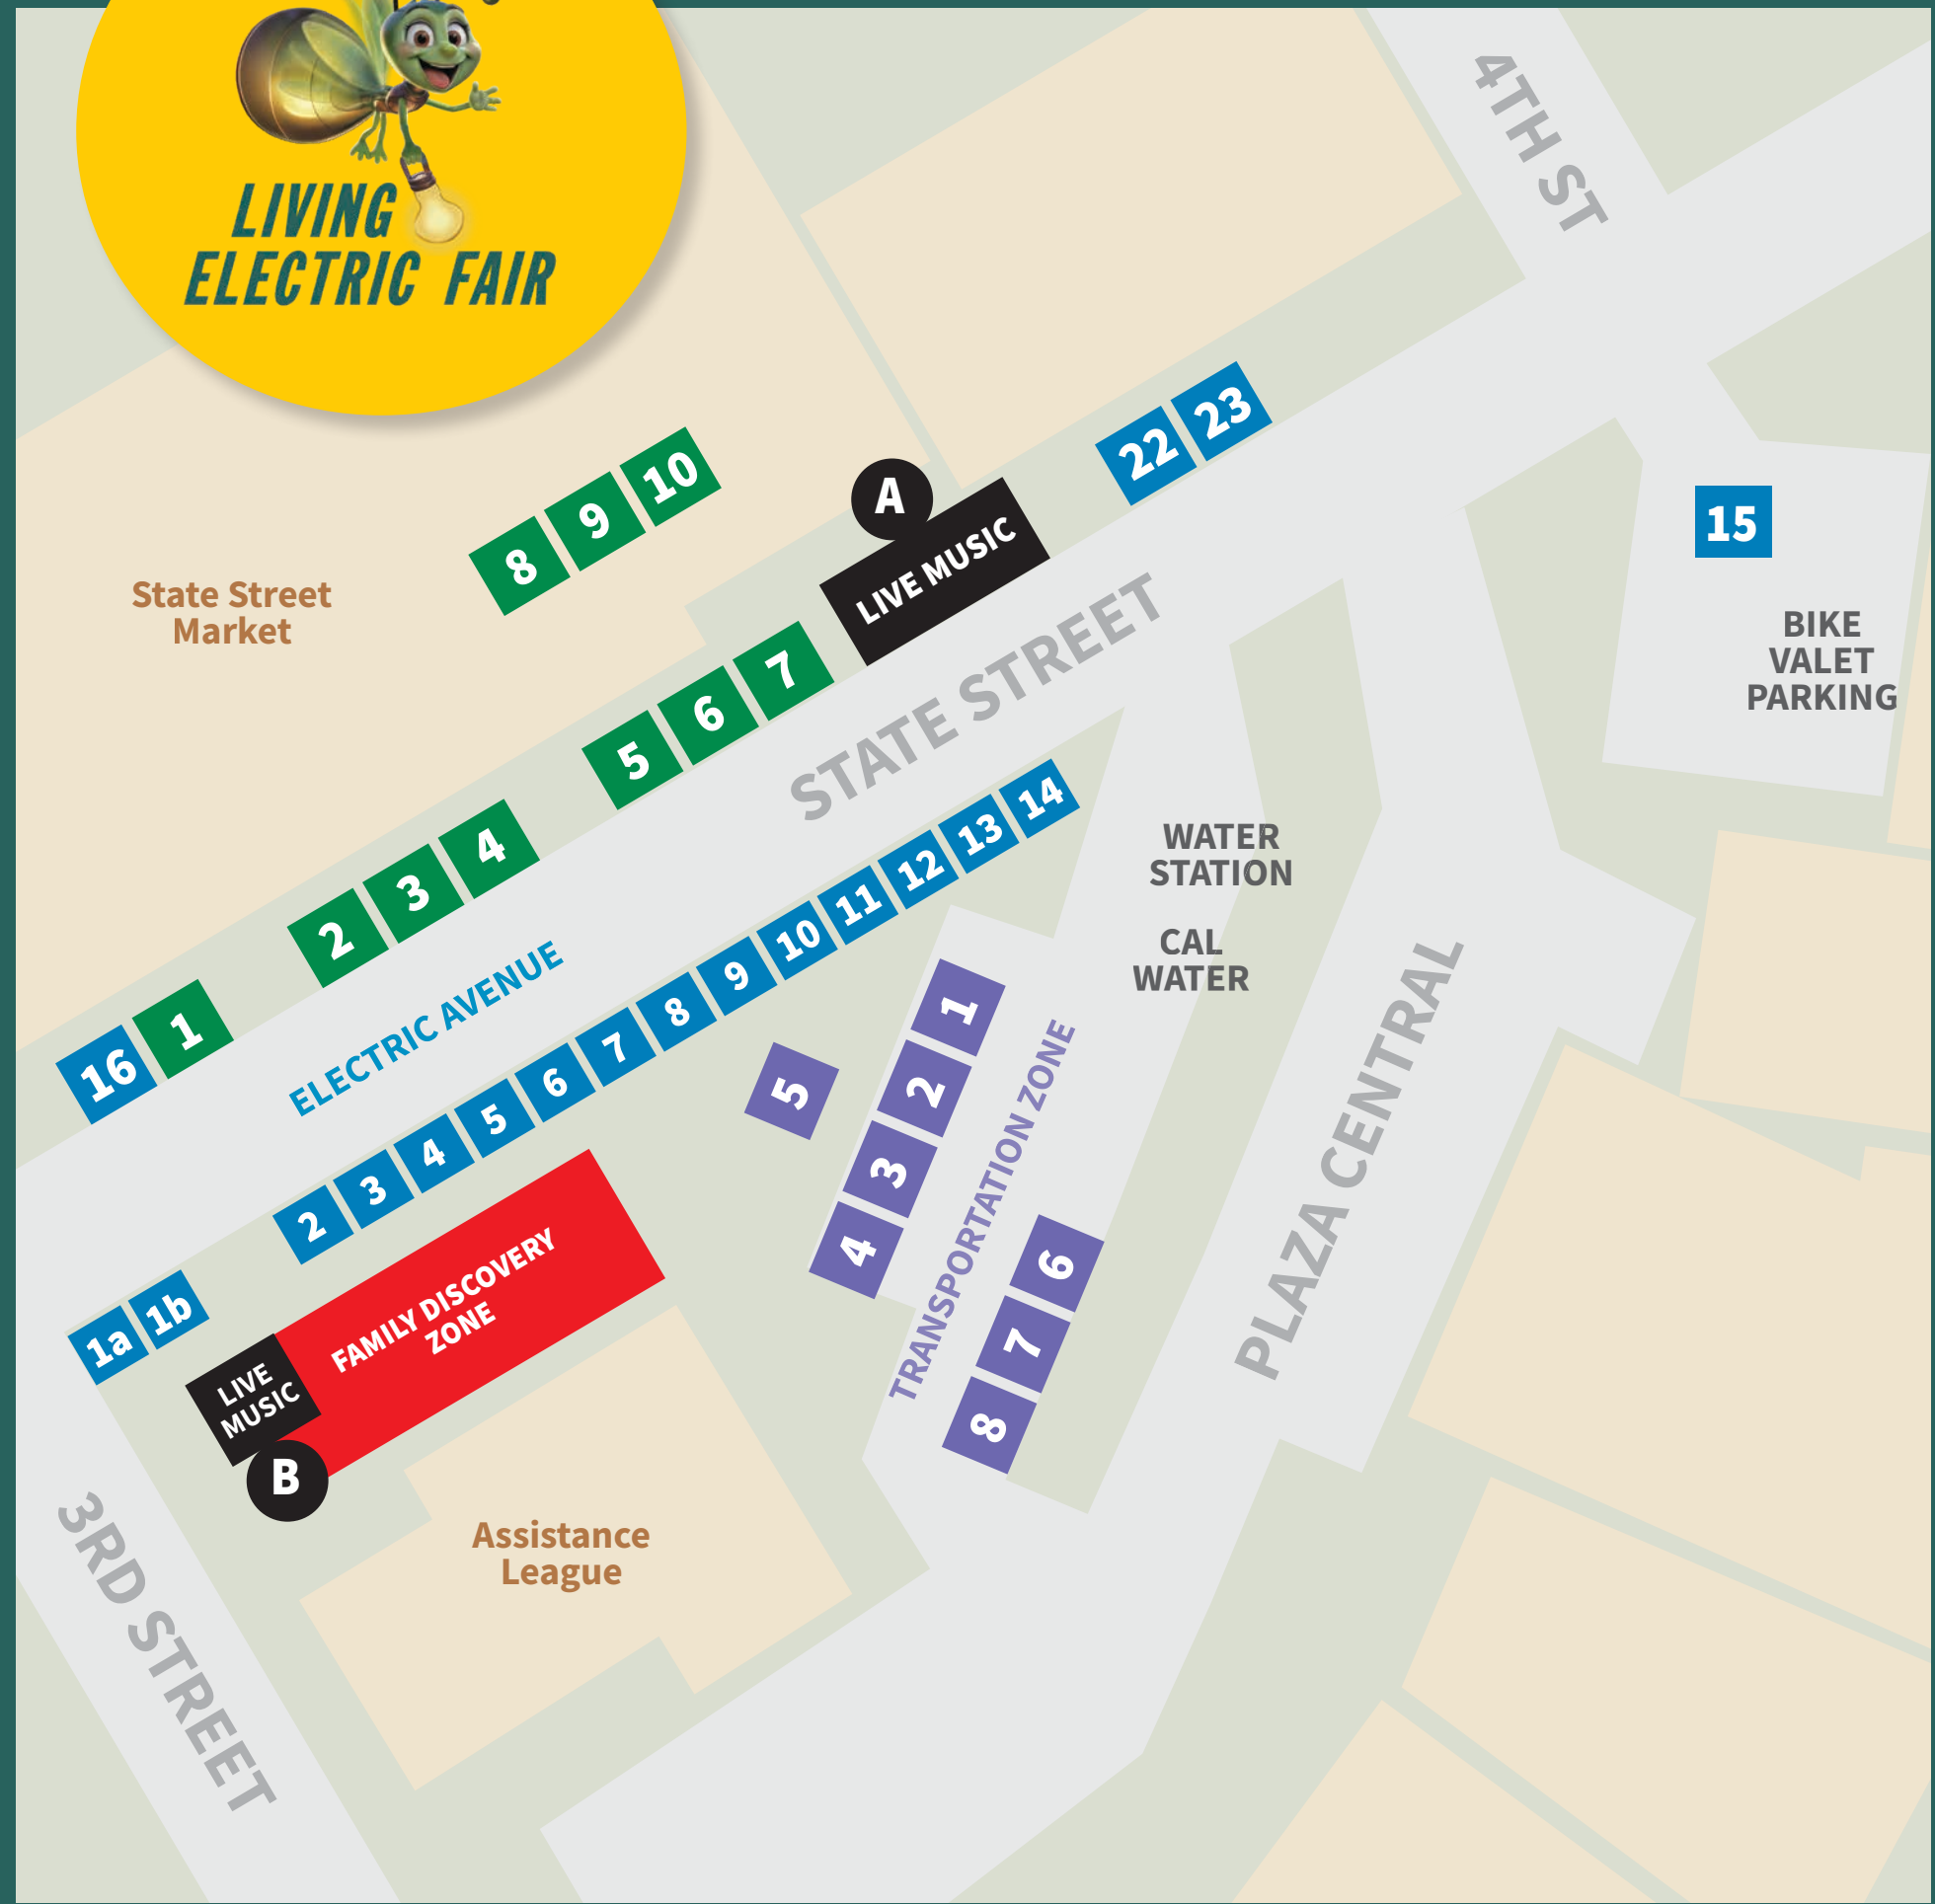 LIVING
ELECTRIC FAIR
4TH ST
22
23
8
9
10
A
LIVE MUSIC
15
State Street
Market
BIKE
VALET
PARKING
5
6
7
STATE STREET
2
3
4
16
1
ELECTRIC AVENUE
1a
1b
2
3
4
5
6
7
8
9
10
11
12
13
14
WATER
STATION
CAL
WATER
1
2
3
4
5
TRANSPORTATION ZONE
6
7
8
PLAZA CENTRAL
FAMILY DISCOVERY
ZONE
LIVE
MUSIC
B
Assistance
League
3RD STREET